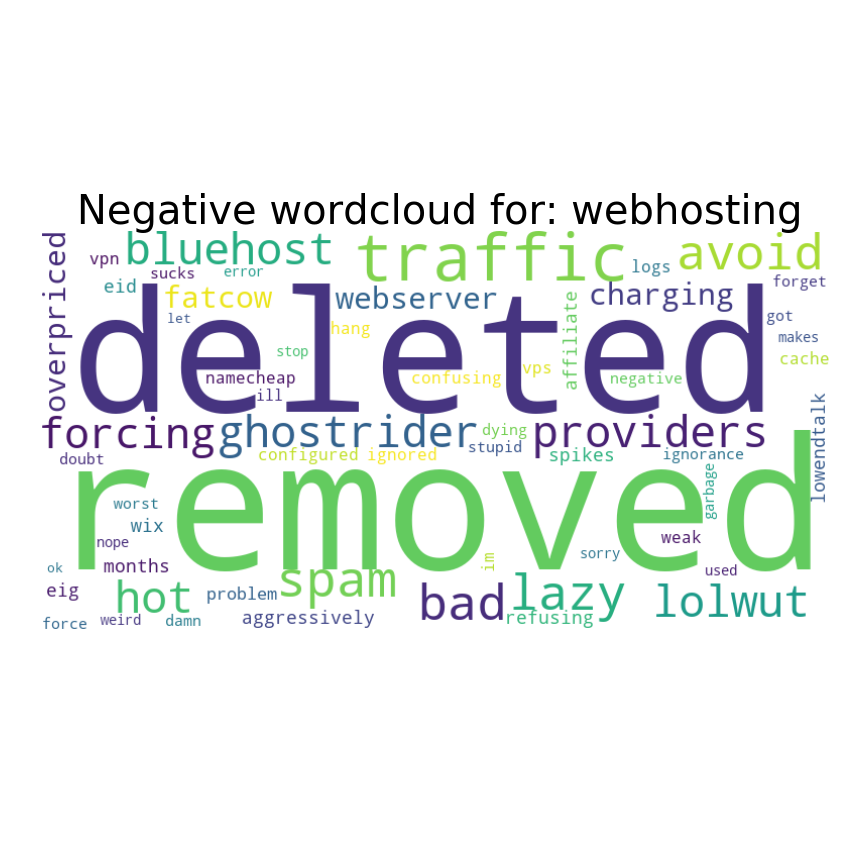 Negative wordcloud for: webhosting
overpriced
vpn
bluehost
traffic
avoid
sucks
error
logs
eid
fatcow
webserver
charging
forget
let
hang
affiliate
got
deleted
makes
stop
cache
namecheap
confusing
vps
negative
ill
lowendtalk
forcing
ghostrider
dying
providers
stupid
doubt
configured
ignored
spikes
ignorance
removed
garbage
worst
wix
nope
weak
sorry
im
ok
months
used
eig
hot
problem
spam
bad
lazy
lolwut
force
weird
damn
aggressively
refusing